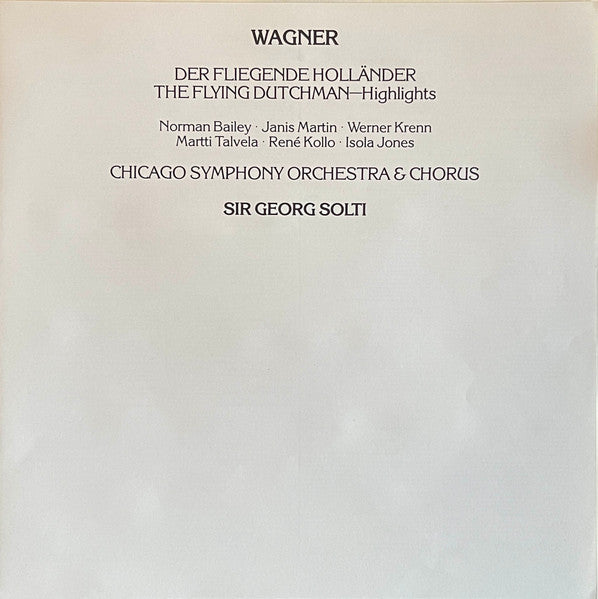 WAGNER
DER FLIEGENDE HOLLÄNDER
THE FLYING DUTCHMAN—Highlights
Norman Bailey · Janis Martin · Werner Krenn
Martti Talvela · René Kollo · Isola Jones
CHICAGO SYMPHONY ORCHESTRA & CHORUS
SIR GEORG SOLTI